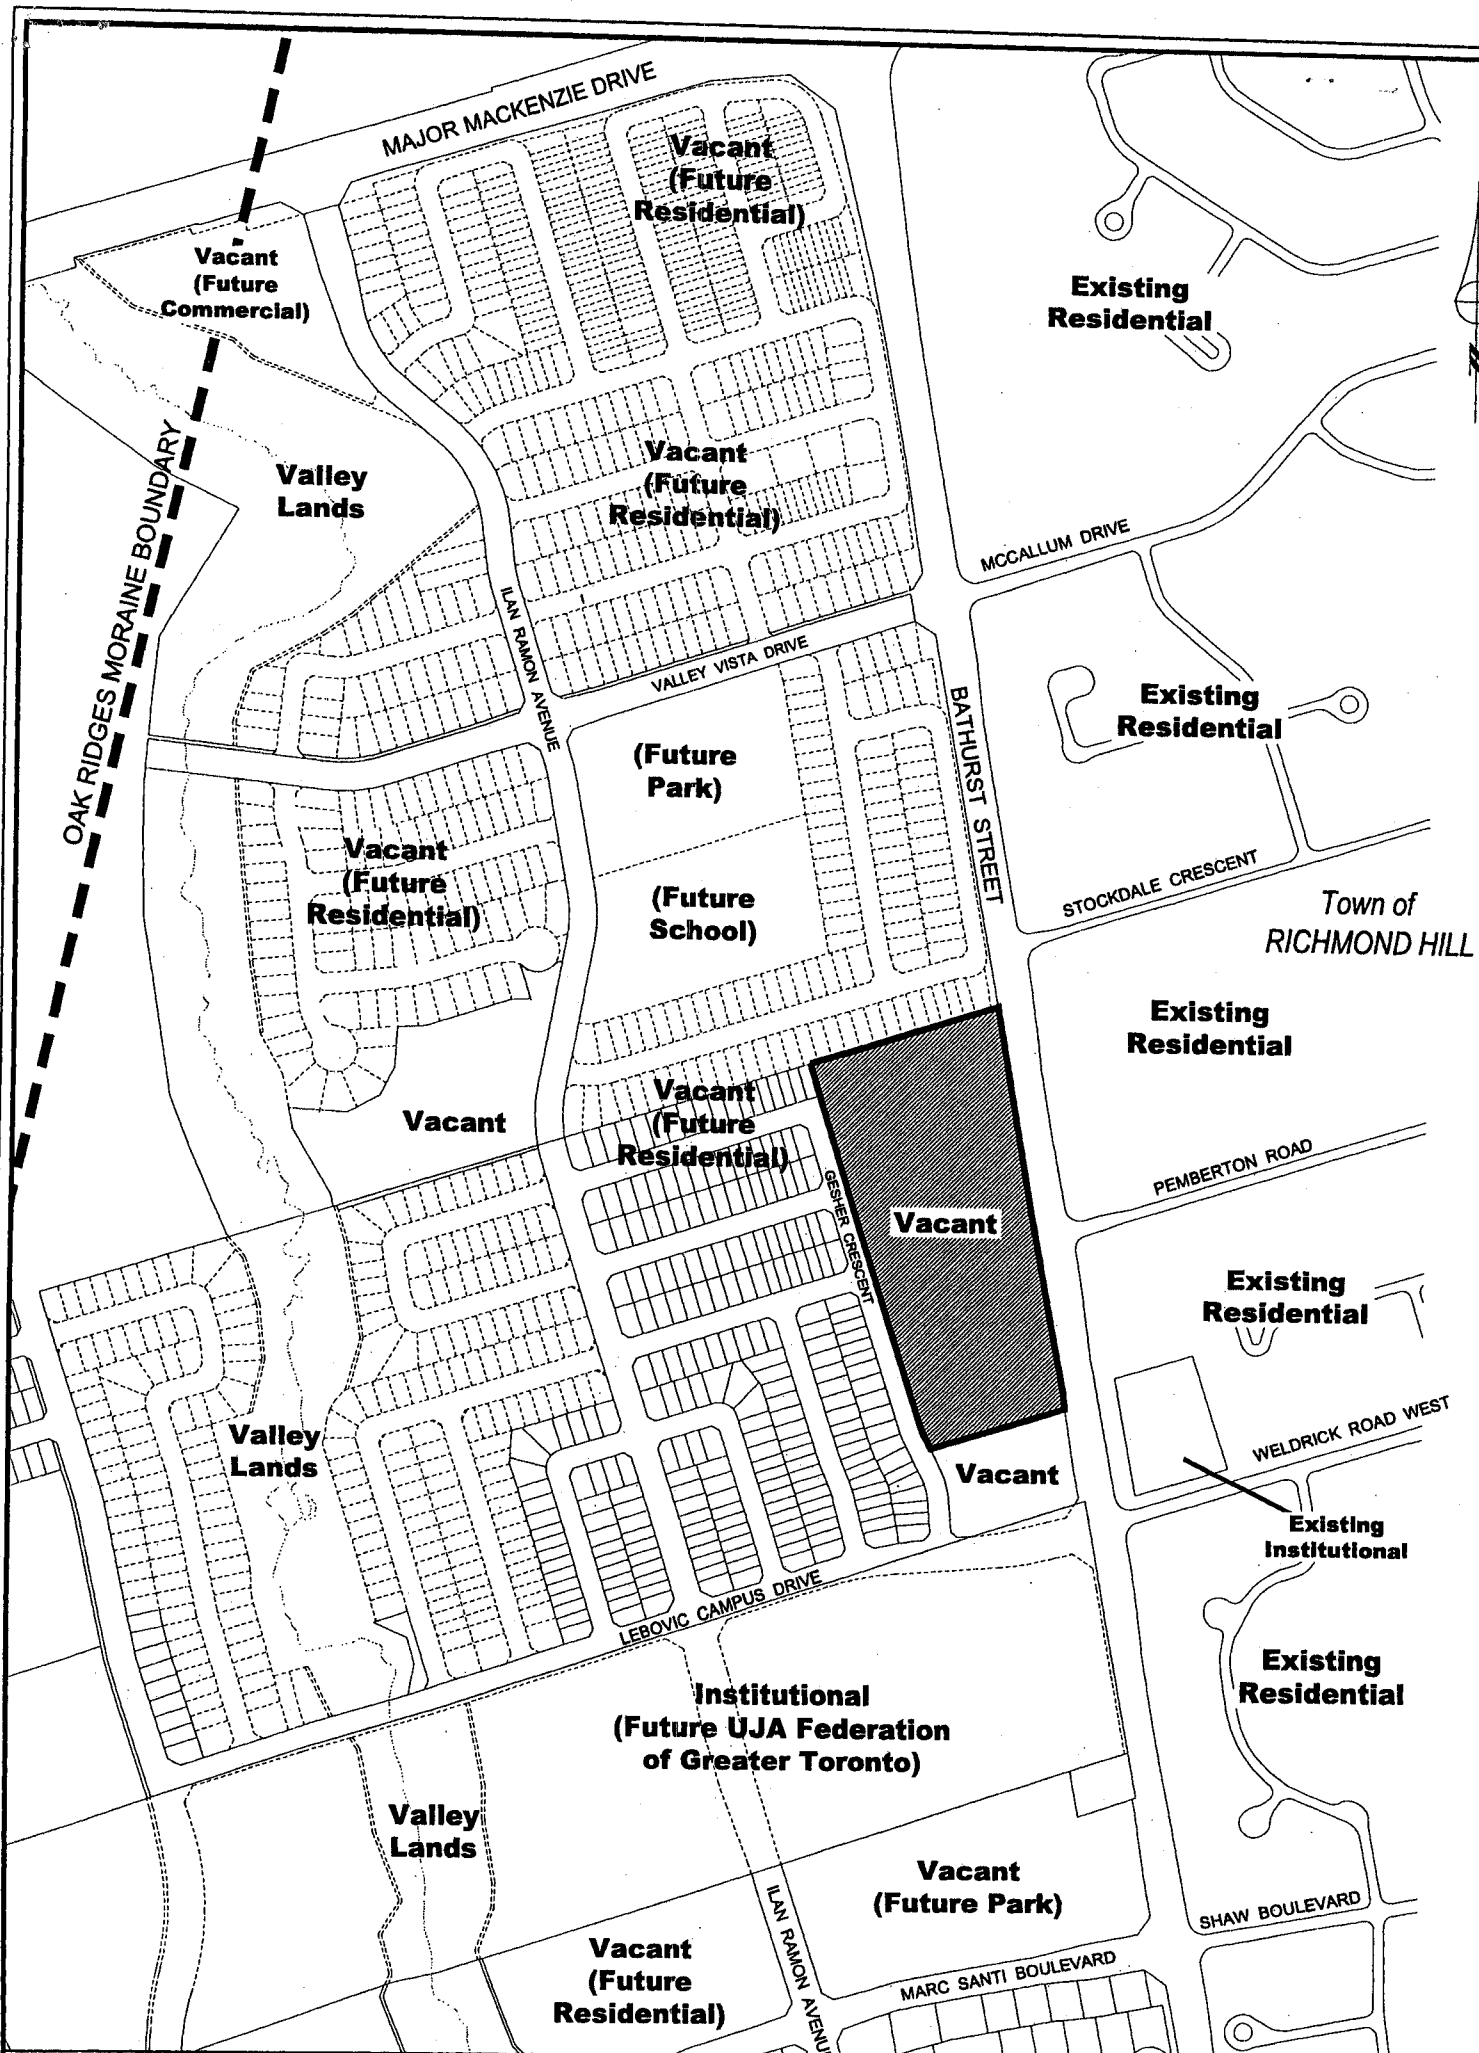 MAJOR MACKENZIE DRIVE
Vacant
(Future
Residential)
Vacant
(Future
Commercial)
Existing
Residential
N
OAK RIDGES MORAINE BOUNDARY
Valley
Lands
Vacant
(Future
Residential)
MCCALLUM DRIVE
ILAN RAMON AVENUE
VALLEY VISTA DRIVE
BATHURST STREET
Existing
Residential
(Future
Park)
Vacant
(Future
Residential)
(Future
School)
STOCKDALE CRESCENT
Town of
RICHMOND HILL
Existing
Residential
Vacant
Vacant
(Future
Residential)
GESHER CRESCENT
Vacant
PEMBERTON ROAD
Existing
Residential
Valley
Lands
Vacant
WELDRICK ROAD WEST
Existing
Institutional
LEBOVIC CAMPUS DRIVE
Existing
Residential
Institutional
(Future UJA Federation
of Greater Toronto)
Valley
Lands
Vacant
(Future Park)
ILAN RAMON AVENUE
SHAW BOULEVARD
Vacant
(Future
Residential)
MARC SANTI BOULEVARD